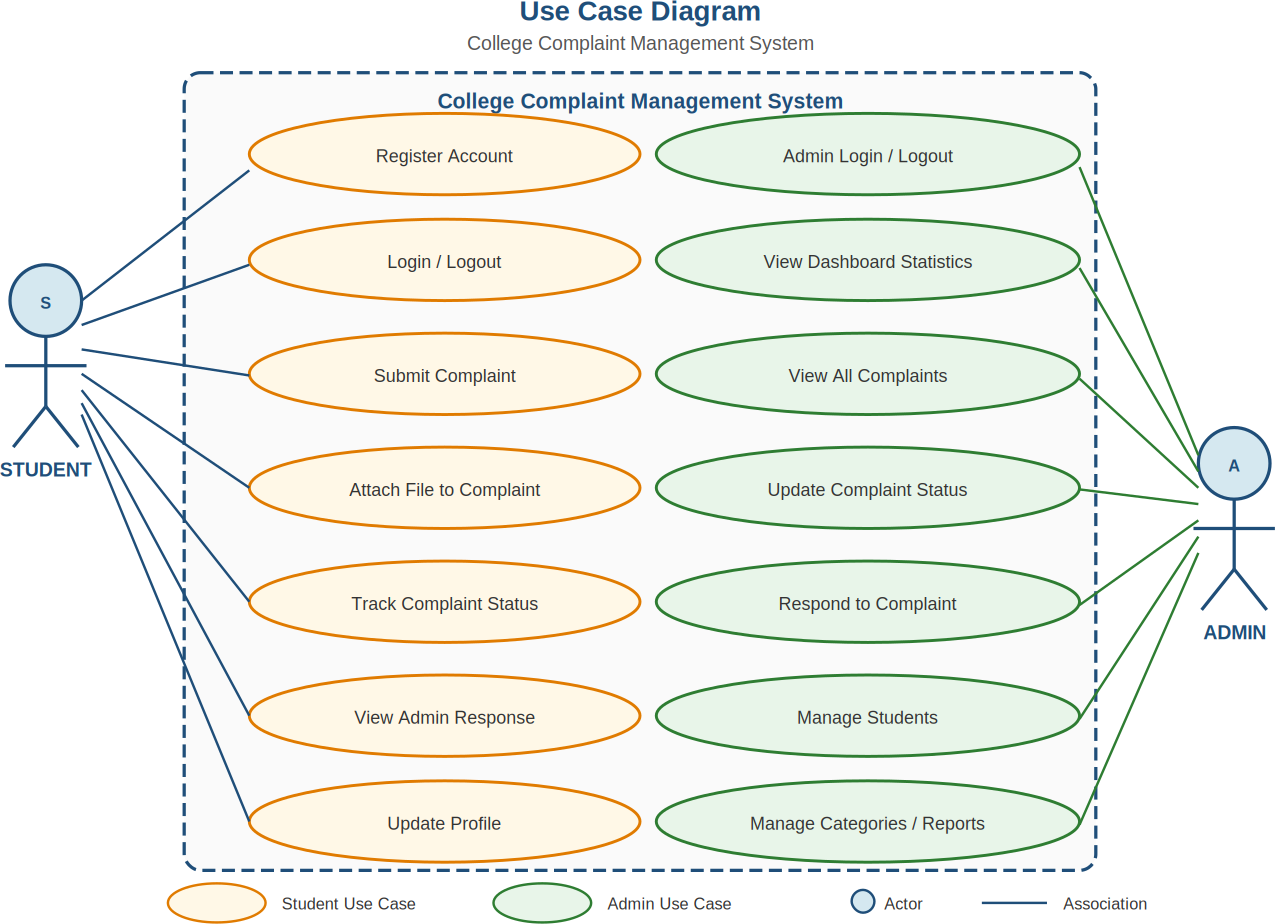 Use Case Diagram
College Complaint Management System
College Complaint Management System
Register Account
Admin Login / Logout
Login / Logout
View Dashboard Statistics
S
Submit Complaint
View All Complaints
STUDENT
A
Attach File to Complaint
Update Complaint Status
Track Complaint Status
Respond to Complaint
ADMIN
View Admin Response
Manage Students
Update Profile
Manage Categories / Reports
Student Use Case
Admin Use Case
Actor
Association